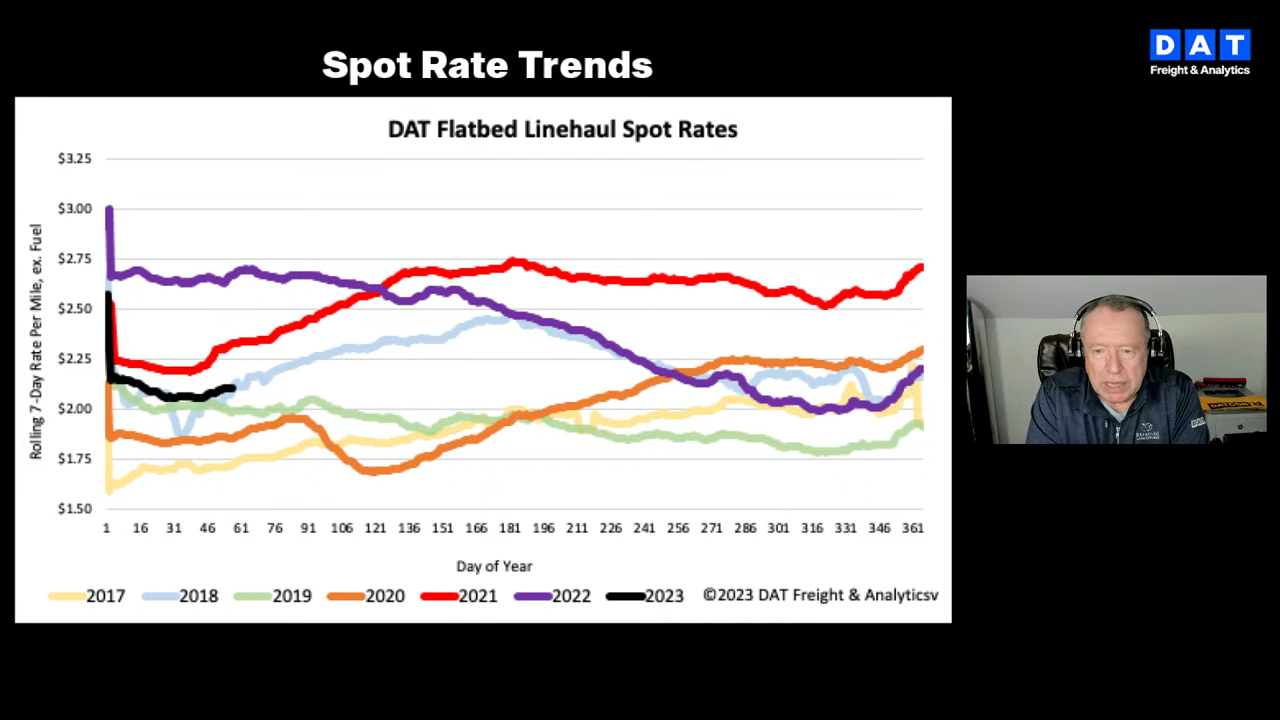 Spot Rate Trends
DAT
Freight & Analytics
DAT Flatbed Linehaul Spot Rates
Rolling 7-Day Rate Per Mile, ex. Fuel
$3.25
$3.00
$2.75
$2.50
$2.25
$2.00
$1.75
$1.50
1 16 31 46 61 76 91 106 121 136 151 166 181 196 211 226 241 256 271 286 301 316 331 346 361
Day of Year
2017 2018 2019 2020 2021 2022 2023 ©2023 DAT Freight & Analyticsv